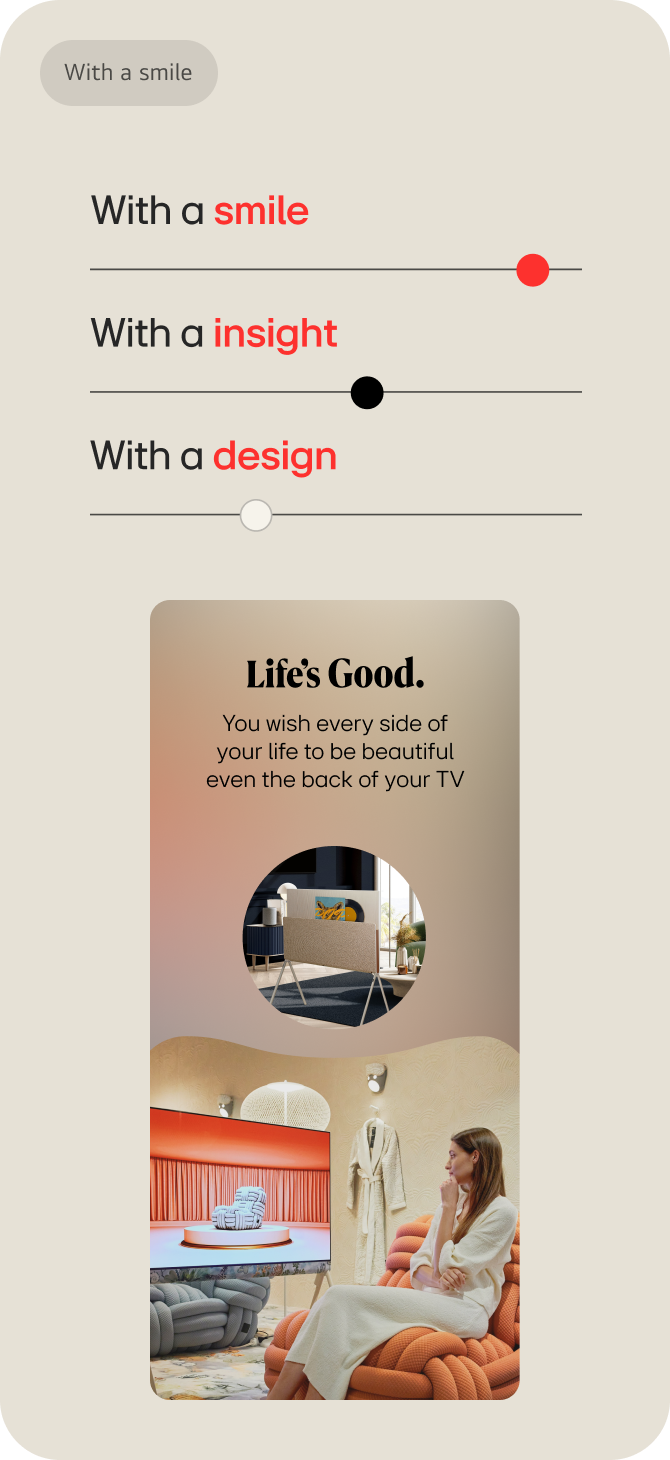 With a smile
With a smile
With a insight
With a design
Life's Good.
You wish every side of
your life to be beautiful
even the back of your TV